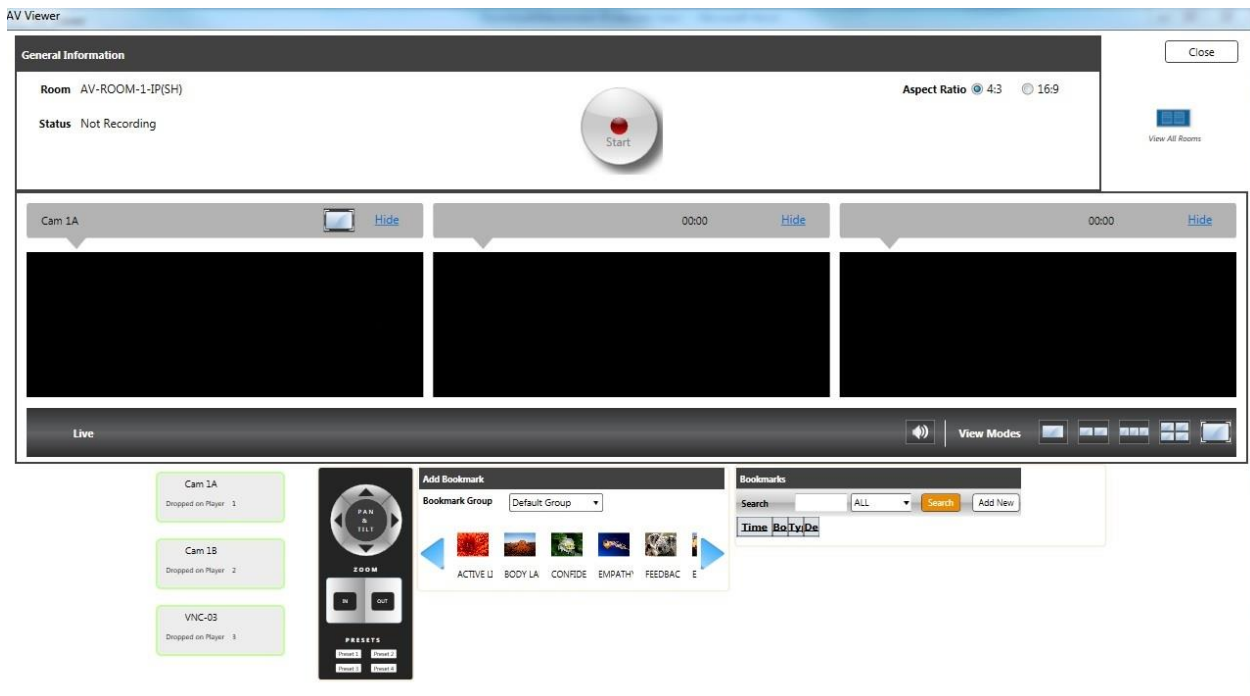 AV Viewer
General Information
Close
Room AV-ROOM-1-IP(SH)
Aspect Ratio 4:3 16:9
Status Not Recording
Start
View All Rooms
Cam 1A Hide
00:00 Hide
00:00 Hide
Live
View Modes
Cam 1A
Dropped on Player 1
Cam 1B
Dropped on Player 2
VNC-03
Dropped on Player 3
PAN
&
TILT
ZOOM
IN OUT
PRESETS
Preset 1 Preset 2
Preset 3 Preset 4
Add Bookmark
Bookmark Group Default Group
ACTIVE LI BODY LA CONFIDE EMPATHY FEEDBAC E
Bookmarks
Search ALL Search Add New
Time Bo Ty De